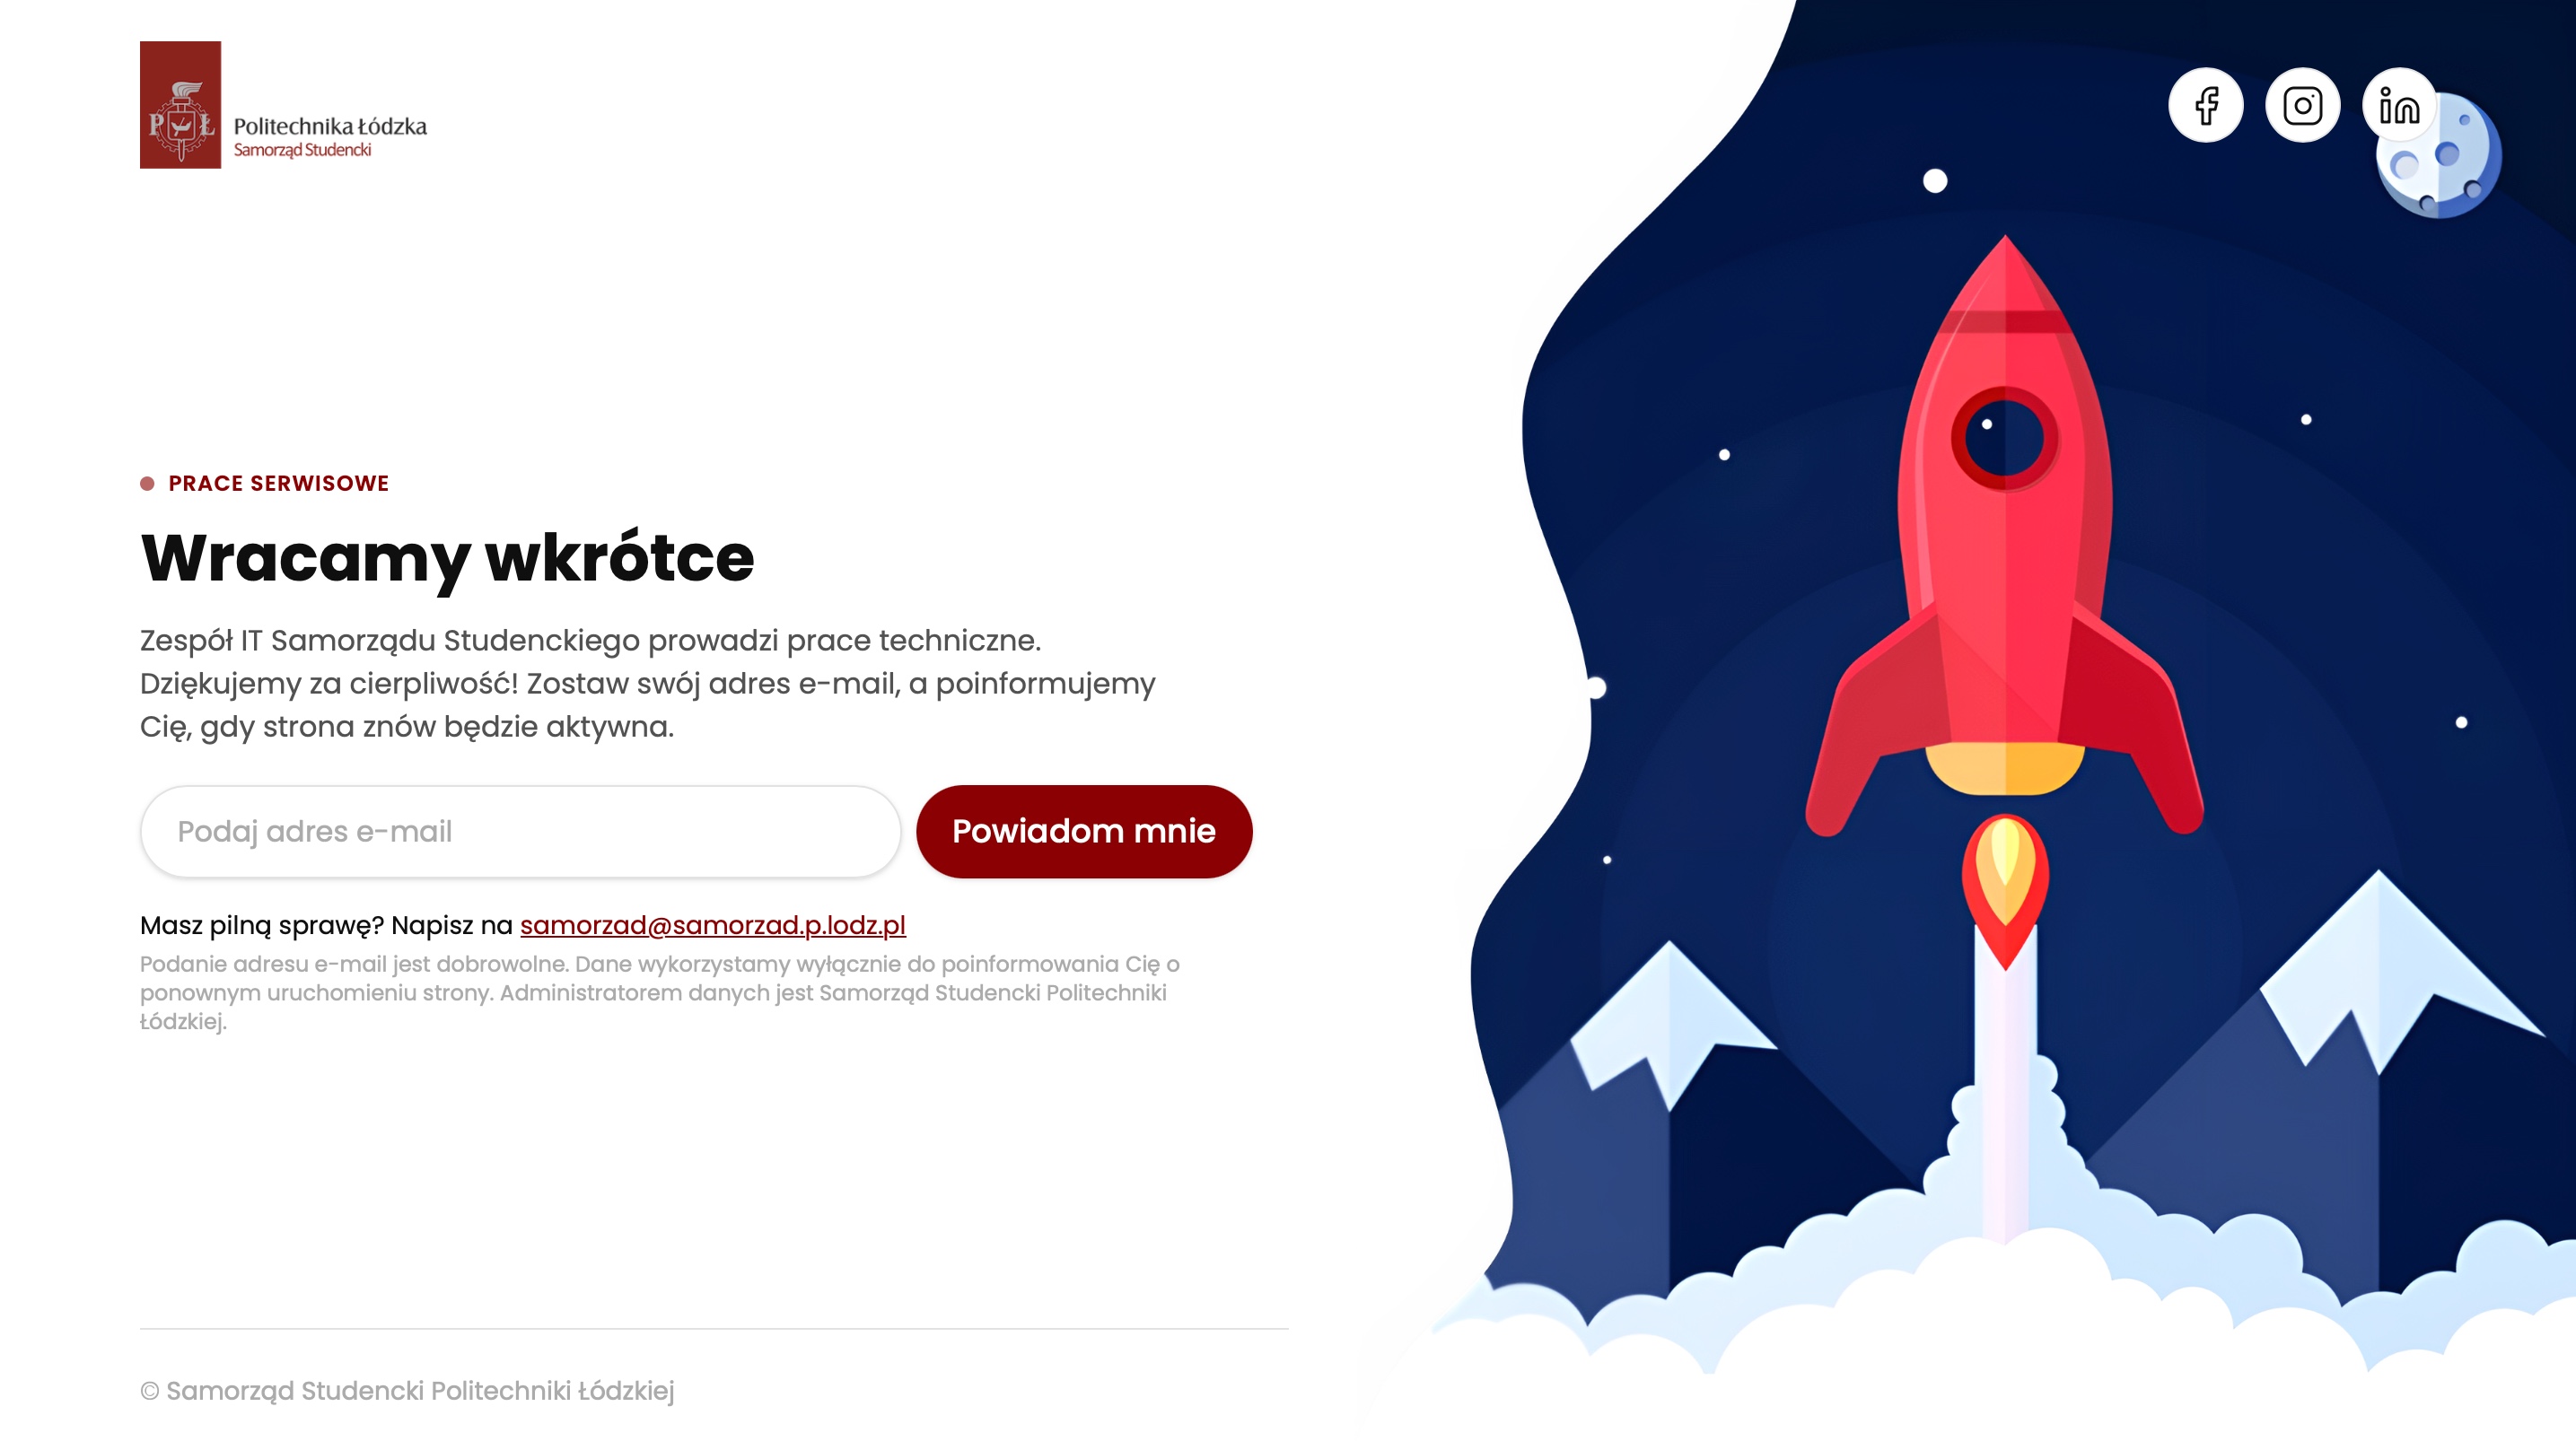 P Ł
Politechnika Łódzka
Samorząd Studencki
PRACE SERWISOWE
Wracamy wkrótce
Zespół IT Samorządu Studenckiego prowadzi prace techniczne.
Dziękujemy za cierpliwość! Zostaw swój adres e-mail, a poinformujemy
Cię, gdy strona znów będzie aktywna.
Podaj adres e-mail
Powiadom mnie
Masz pilną sprawę? Napisz na samorzad@samorzad.p.lodz.pl
Podanie adresu e-mail jest dobrowolne. Dane wykorzystamy wyłącznie do poinformowania Cię o
ponownym uruchomieniu strony. Administratorem danych jest Samorząd Studencki Politechniki
Łódzkiej.
© Samorząd Studencki Politechniki Łódzkiej